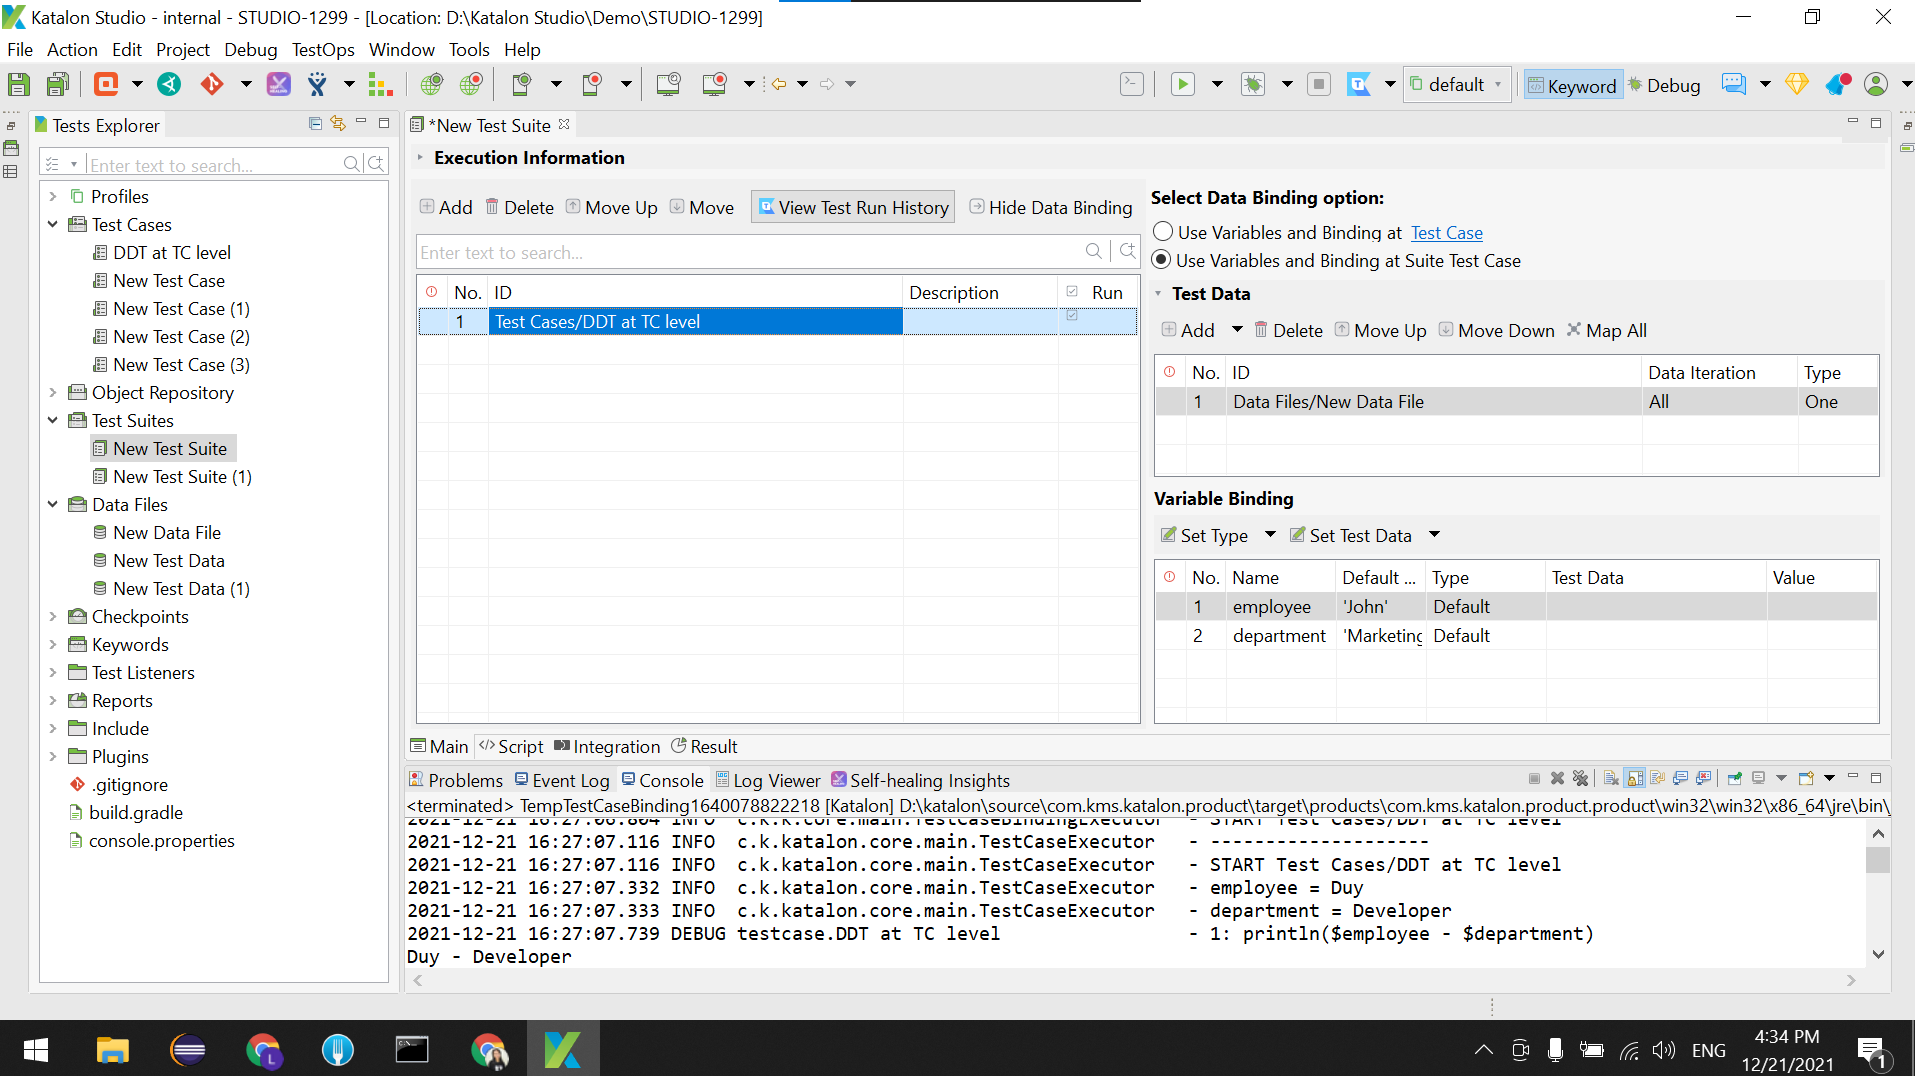 Katalon Studio - internal - STUDIO-1299 - [Location: D:\Katalon Studio\Demo\STUDIO-1299]
File Action Edit Project Debug TestOps Window Tools Help
default Keyword Debug
Tests Explorer
Enter text to search...
Profiles
Test Cases
DDT at TC level
New Test Case
New Test Case (1)
New Test Case (2)
New Test Case (3)
Object Repository
Test Suites
New Test Suite
New Test Suite (1)
Data Files
New Data File
New Test Data
New Test Data (1)
Checkpoints
Keywords
Test Listeners
Reports
Include
Plugins
.gitignore
build.gradle
console.properties
*New Test Suite
Execution Information
Add Delete Move Up Move View Test Run History Hide Data Binding
Enter text to search...
No. ID Description Run
1 Test Cases/DDT at TC level
Select Data Binding option:
Use Variables and Binding at Test Case
Use Variables and Binding at Suite Test Case
Test Data
Add Delete Move Up Move Down Map All
No. ID Data Iteration Type
1 Data Files/New Data File All One
Variable Binding
Set Type Set Test Data
No. Name Default ... Type Test Data Value
1 employee 'John' Default
2 department 'Marketing Default
Main Script Integration Result
Problems Event Log Console Log Viewer Self-healing Insights
<terminated> TempTestCaseBinding1640078822218 [Katalon] D:\katalon\source\com.kms.katalon.product\target\products\com.kms.katalon.product.product\win32\win32\x86_64\jre\bin\
2021-12-21 16:27:06.804 INFO c.k.k.core.main.TestCaseBindingExecutor - START Test Cases/DDT at TC level
2021-12-21 16:27:07.116 INFO c.k.katalon.core.main.TestCaseExecutor - --------------------
2021-12-21 16:27:07.116 INFO c.k.katalon.core.main.TestCaseExecutor - START Test Cases/DDT at TC level
2021-12-21 16:27:07.332 INFO c.k.katalon.core.main.TestCaseExecutor - employee = Duy
2021-12-21 16:27:07.333 INFO c.k.katalon.core.main.TestCaseExecutor - department = Developer
2021-12-21 16:27:07.739 DEBUG testcase.DDT at TC level - 1: println($employee - $department)
Duy - Developer
ENG
4:34 PM
12/21/2021
1